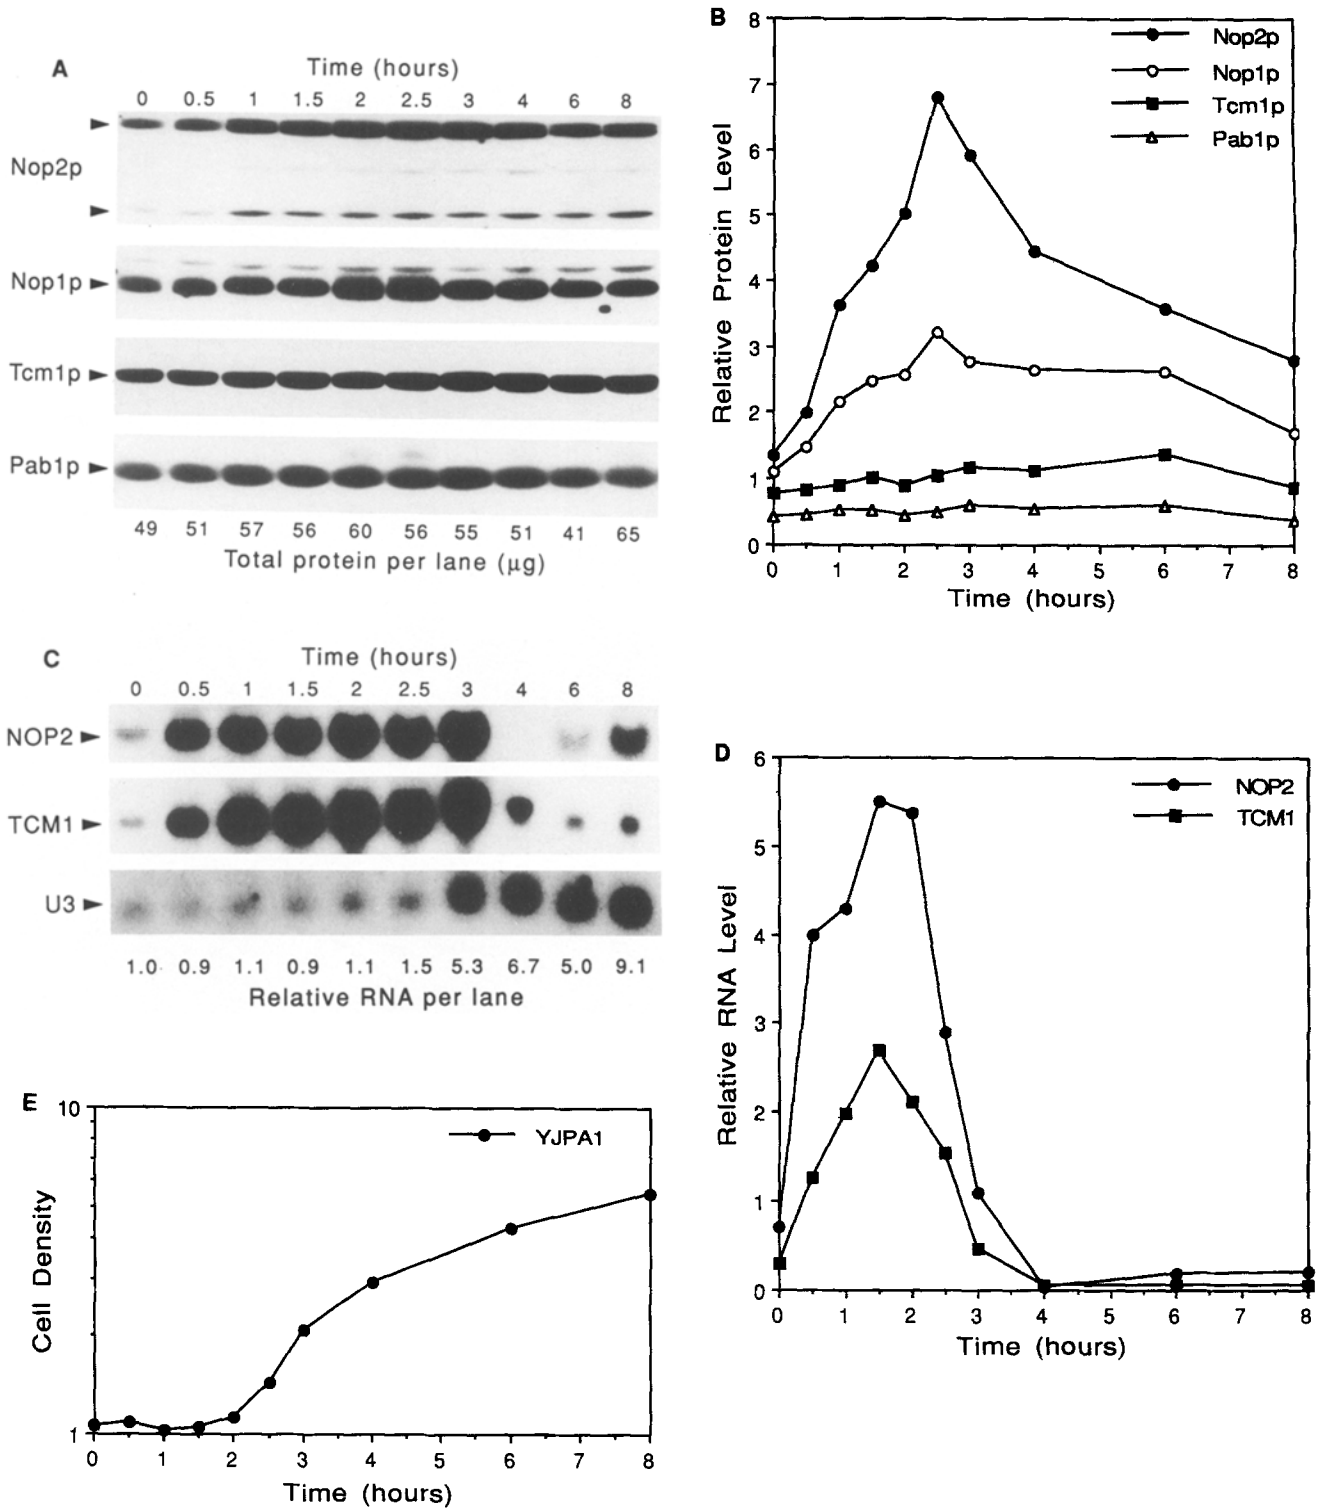 A
Time (hours)
0 0.5 1 1.5 2 2.5 3 4 6 8
Nop2p
Nop1p
Tcm1p
Pab1p
49 51 57 56 60 56 55 51 41 65
Total protein per lane (µg)
B
8
7
6
5
4
3
2
1
0
Relative Protein Level
Nop2p
Nop1p
Tcm1p
Pab1p
0 1 2 3 4 5 6 7 8
Time (hours)
C
Time (hours)
0 0.5 1 1.5 2 2.5 3 4 6 8
NOP2
TCM1
U3
1.0 0.9 1.1 0.9 1.1 1.5 5.3 6.7 5.0 9.1
Relative RNA per lane
D
6
5
4
3
2
1
0
Relative RNA Level
NOP2
TCM1
0 1 2 3 4 5 6 7 8
Time (hours)
E
10
1
Cell Density
YJPA1
0 1 2 3 4 5 6 7 8
Time (hours)